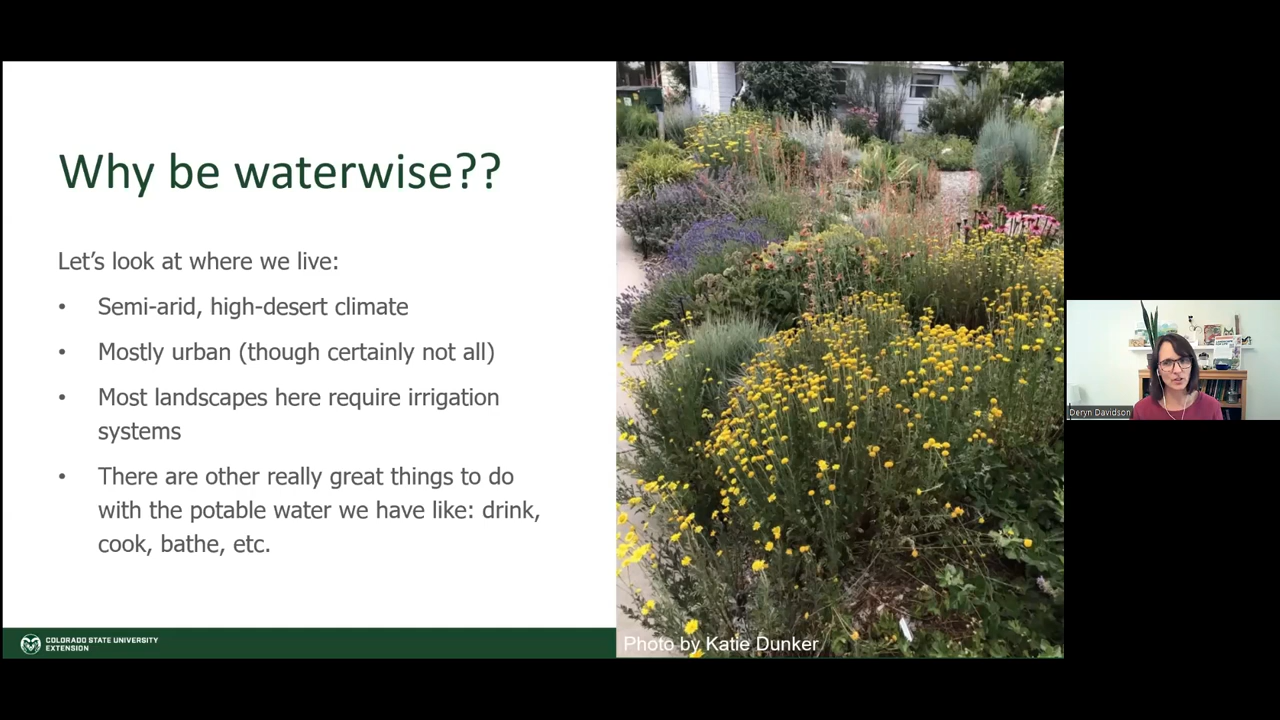 Why be waterwise??
Let's look at where we live:
• Semi-arid, high-desert climate
• Mostly urban (though certainly not all)
• Most landscapes here require irrigation
systems
• There are other really great things to do
with the potable water we have like: drink,
cook, bathe, etc.
COLORADO STATE UNIVERSITY
EXTENSION
Photo by Katie Dunker
Deryn Davidson